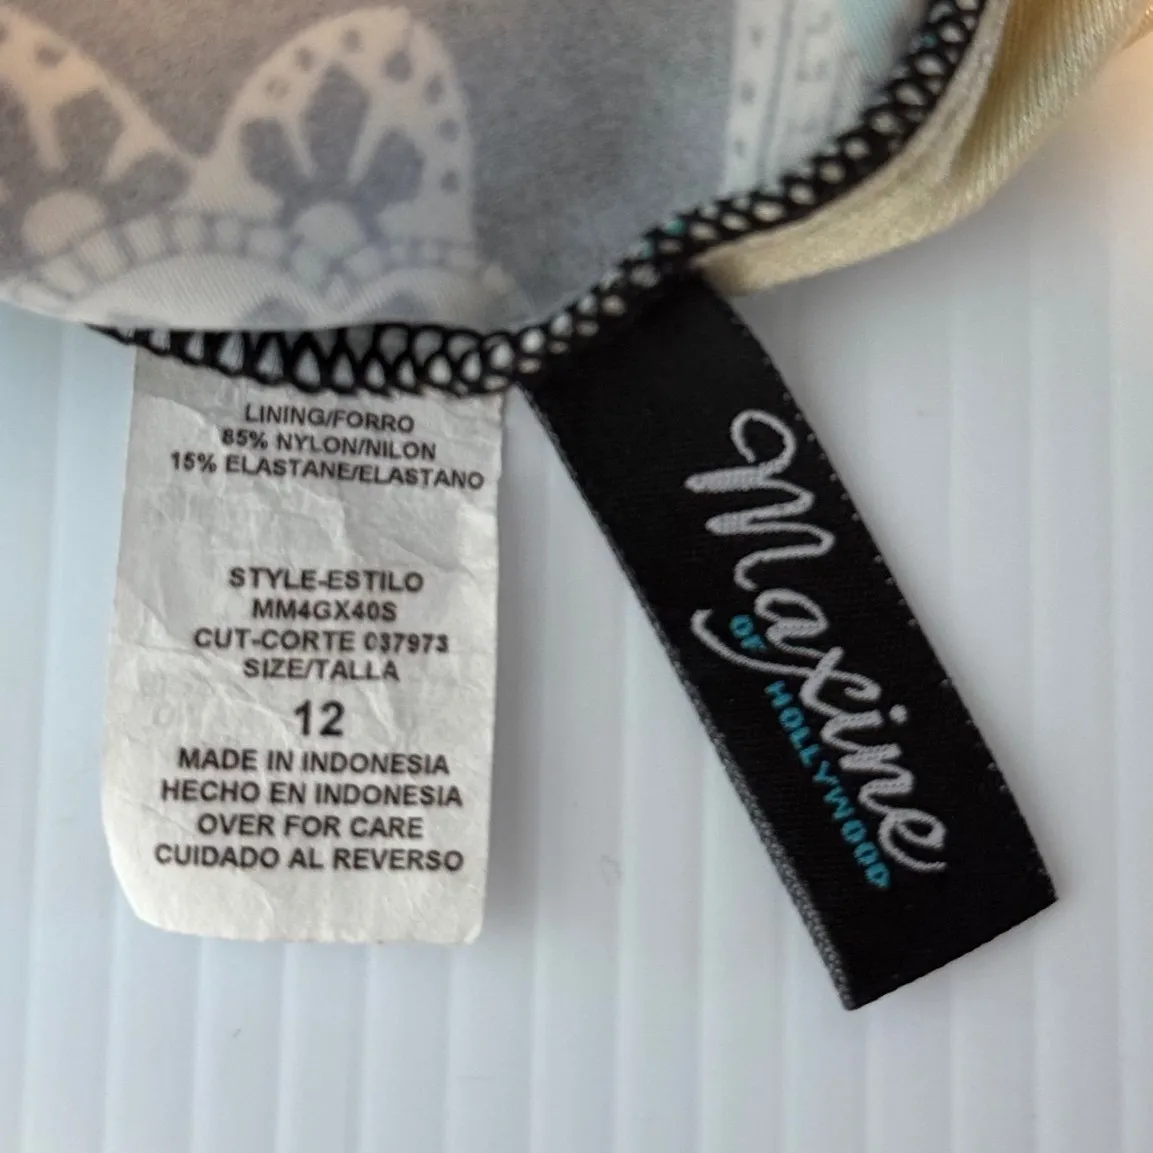 LINING/FORRO
85% NYLON/NILON
15% ELASTANE/ELASTANO
STYLE-ESTILO
MM4GX40S
CUT-CORTE 037973
SIZE/TALLA
12
MADE IN INDONESIA
HECHO EN INDONESIA
OVER FOR CARE
CUIDADO AL REVERSO
Maxine
OF HOLLYWOOD